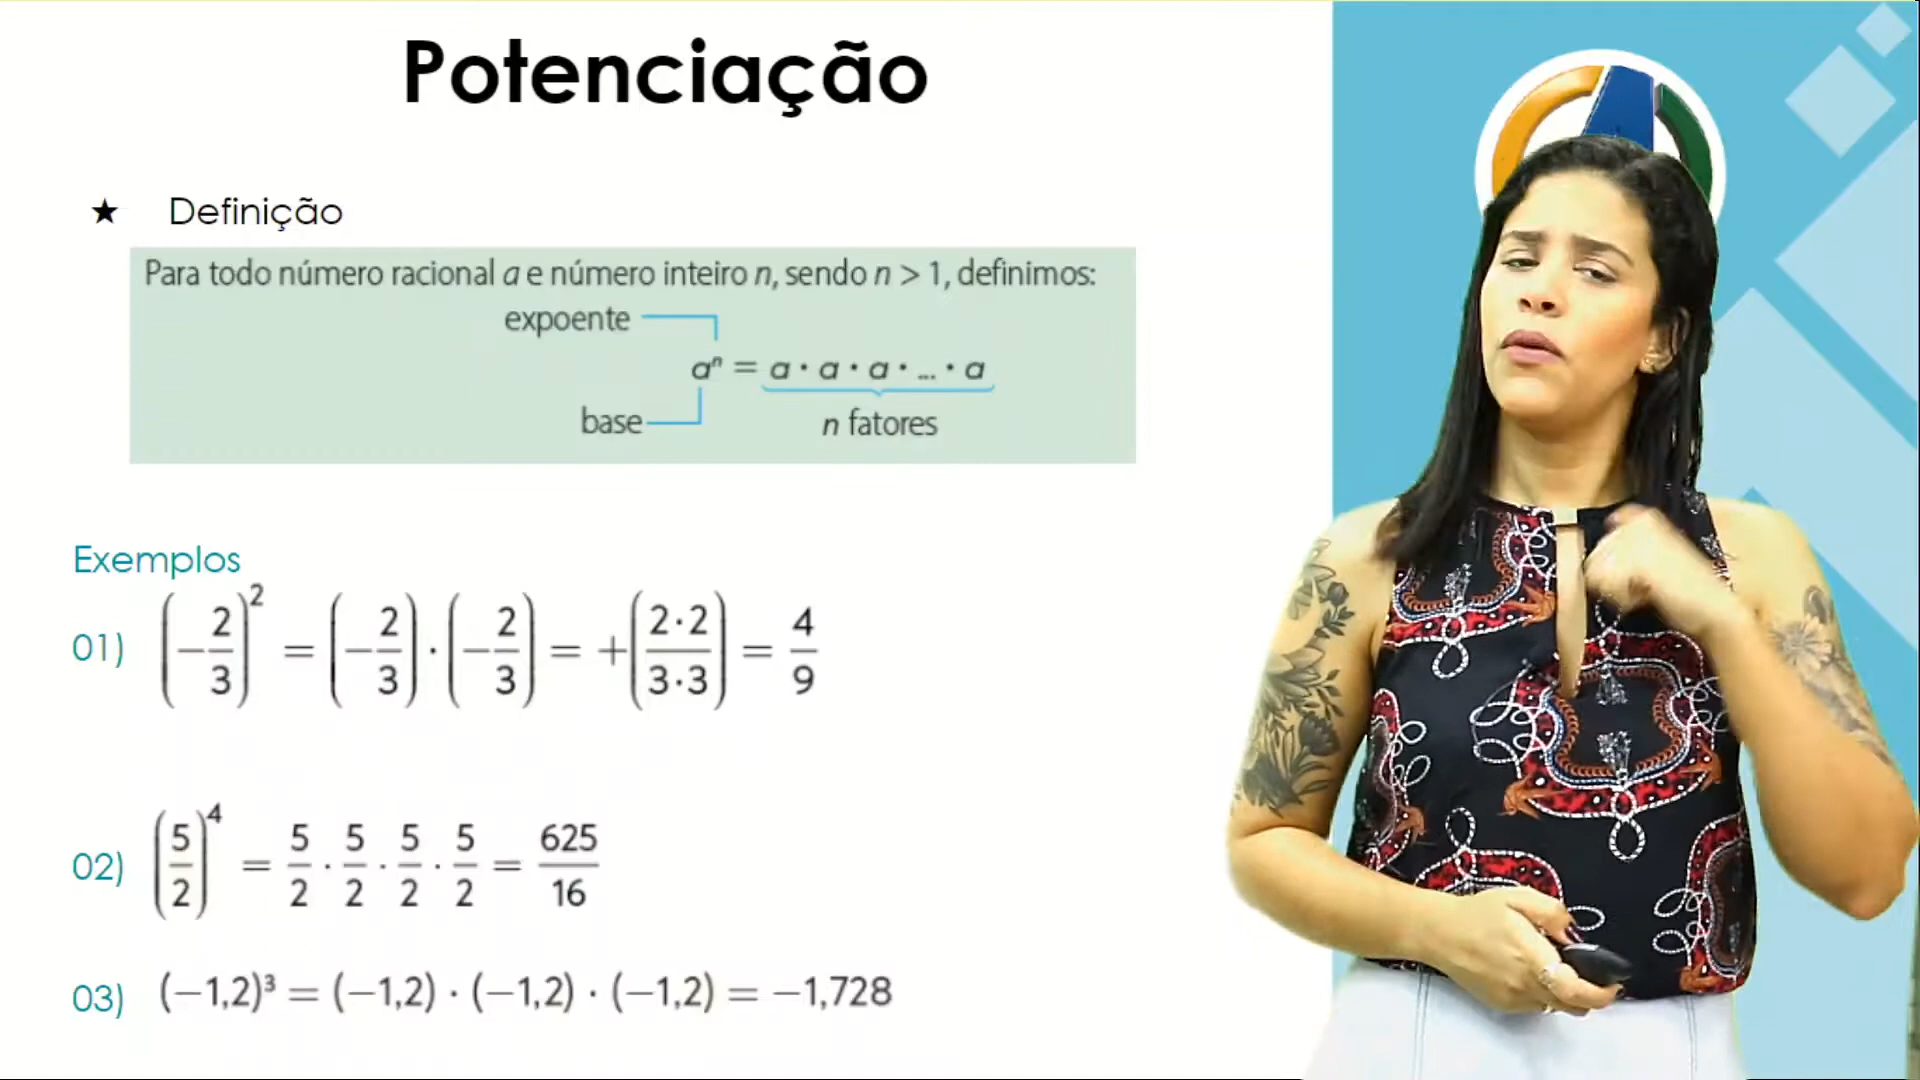 Potenciação
★ Definição
Para todo número racional a e número inteiro n, sendo n > 1, definimos:
expoente
aⁿ = a · a · a · ... · a
base
n fatores
Exemplos
01) (−2/3)² = (−2/3) · (−2/3) = +(2·2/3·3) = 4/9
02) (5/2)⁴ = 5/2 · 5/2 · 5/2 · 5/2 = 625/16
03) (−1,2)³ = (−1,2) · (−1,2) · (−1,2) = −1,728